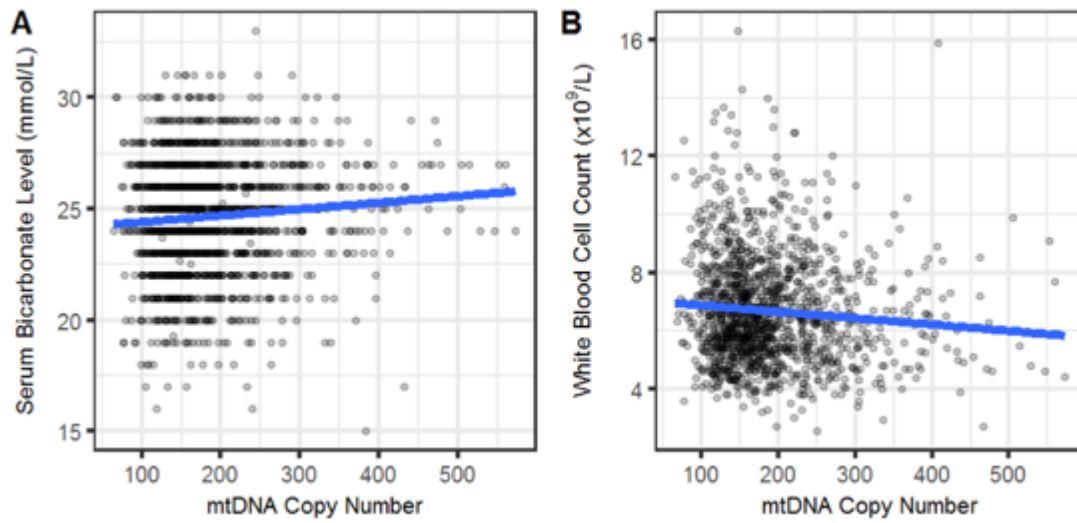 A
Serum Bicarbonate Level (mmol/L)
30
25
20
15
100 200 300 400 500
mtDNA Copy Number
B
White Blood Cell Count (x10⁹/L)
16
12
8
4
100 200 300 400 500
mtDNA Copy Number